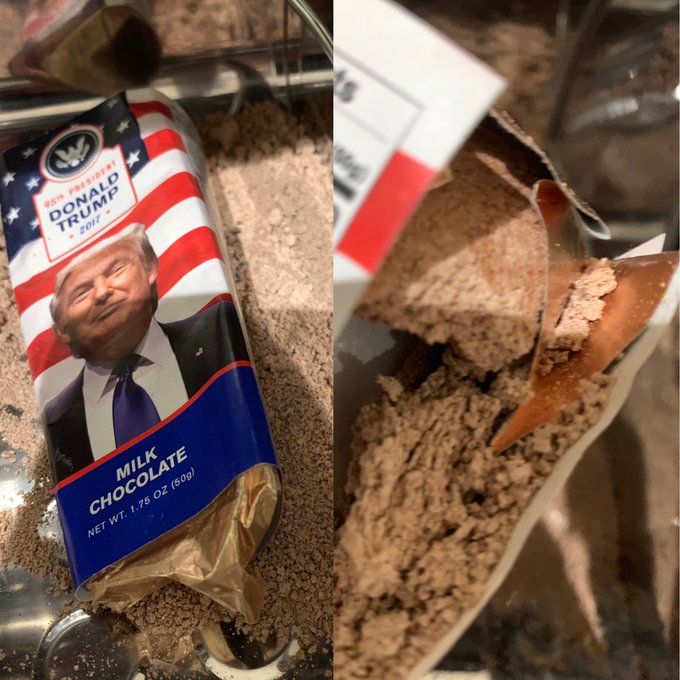 45th PRESIDENT
DONALD
TRUMP
2017
MILK
CHOCOLATE
NET WT. 1.75 OZ (50g)